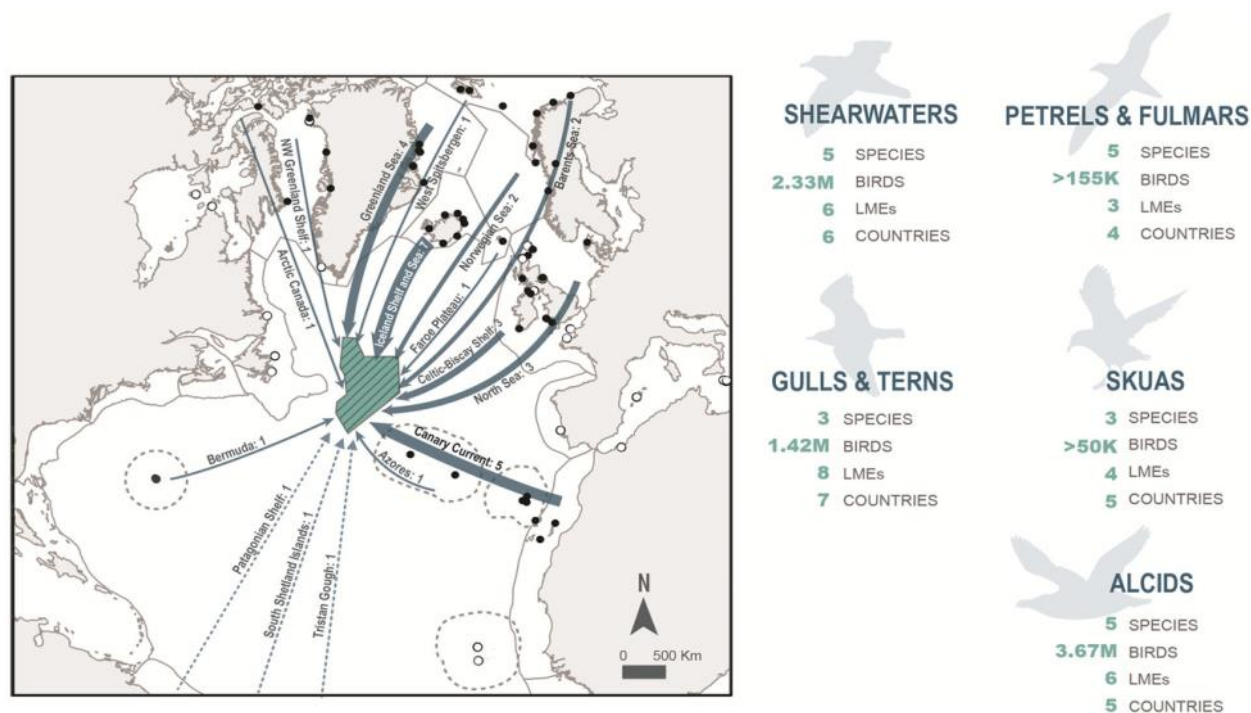 NW Greenland Shelf: 1
Arctic Canada: 1
Greenland Sea: 4
West Spitsbergen: 1
Iceland Shelf and Sea: 7
Norwegian Sea: 2
Barents Sea: 2
Faroe Plateau: 1
Celtic-Biscay Shelf: 3
North Sea: 3
Canary Current: 5
Azores: 1
Bermuda: 1
Patagonian Shelf: 1
South Shetland Islands: 1
Tristan Gough: 1
N
0 500 Km
SHEARWATERS
5 SPECIES
2.33M BIRDS
6 LMEs
6 COUNTRIES
PETRELS & FULMARS
5 SPECIES
>155K BIRDS
3 LMEs
4 COUNTRIES
GULLS & TERNS
3 SPECIES
1.42M BIRDS
8 LMEs
7 COUNTRIES
SKUAS
3 SPECIES
>50K BIRDS
4 LMEs
5 COUNTRIES
ALCIDS
5 SPECIES
3.67M BIRDS
6 LMEs
5 COUNTRIES